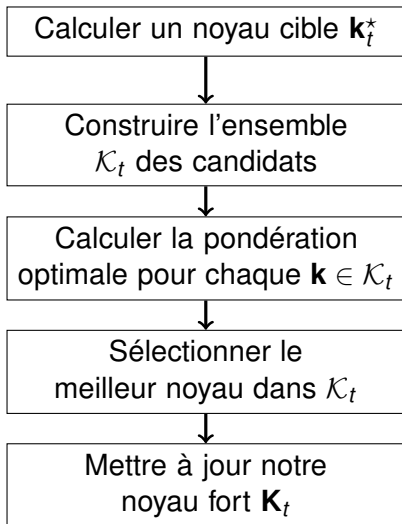 Calculer un noyau cible k⋆t
Construire l'ensemble
𝒦t des candidats
Calculer la pondération
optimale pour chaque k ∈ 𝒦t
Sélectionner le
meilleur noyau dans 𝒦t
Mettre à jour notre
noyau fort Kt